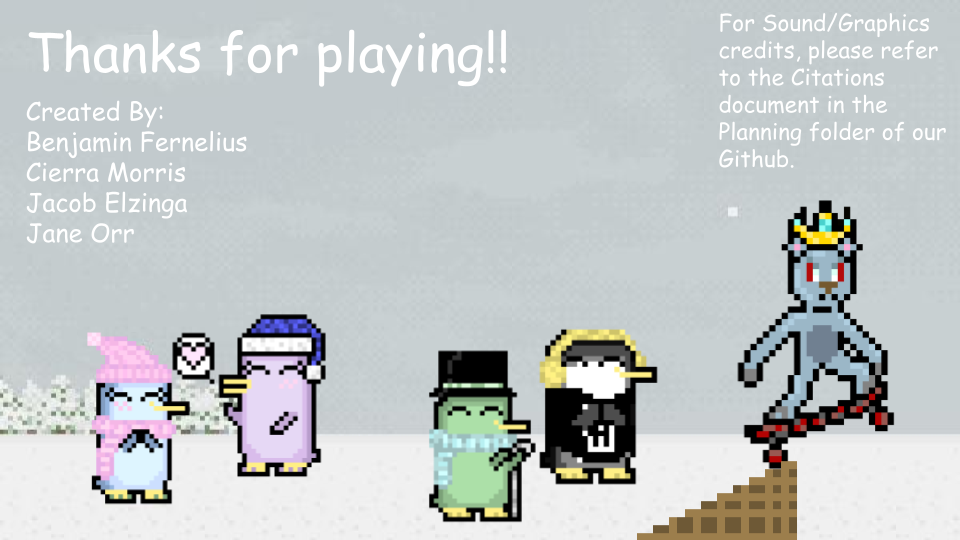 Thanks for playing!!
Created By:
Benjamin Fernelius
Cierra Morris
Jacob Elzinga
Jane Orr
For Sound/Graphics
credits, please refer
to the Citations
document in the
Planning folder of our
Github.